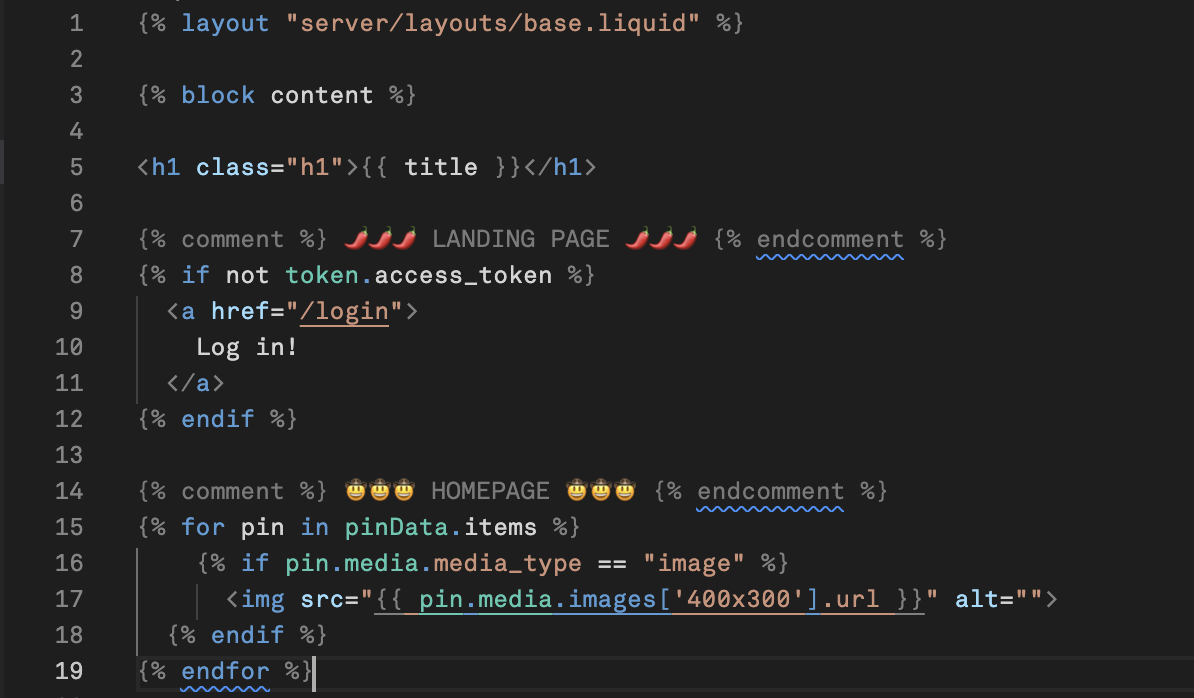 1 {% layout "server/layouts/base.liquid" %}
2
3 {% block content %}
4
5 <h1 class="h1">{{ title }}</h1>
6
7 {% comment %} 🌶️🌶️🌶️ LANDING PAGE 🌶️🌶️🌶️ {% endcomment %}
8 {% if not token.access_token %}
9   <a href="/login">
10     Log in!
11   </a>
12 {% endif %}
13
14 {% comment %} 🤠🤠🤠 HOMEPAGE 🤠🤠🤠 {% endcomment %}
15 {% for pin in pinData.items %}
16     {% if pin.media.media_type == "image" %}
17       <img src="{{ pin.media.images['400x300'].url }}" alt="">
18   {% endif %}
19 {% endfor %}